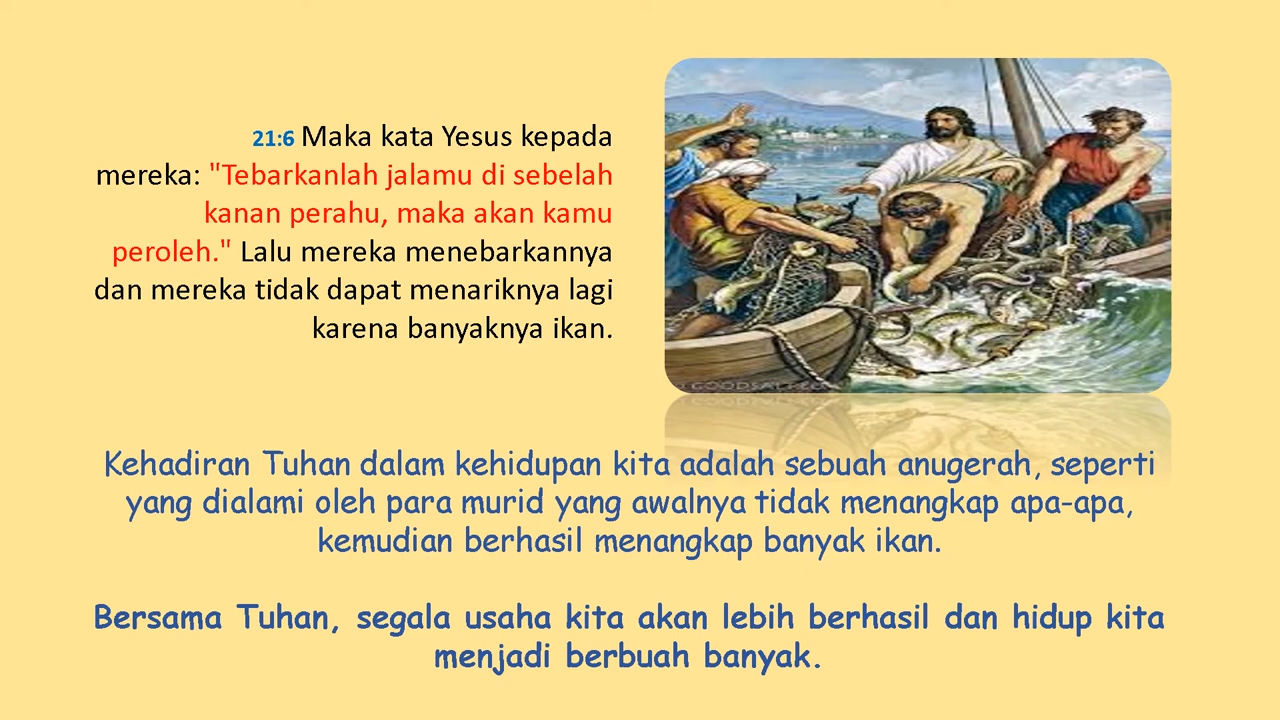 21:6 Maka kata Yesus kepada
mereka: "Tebarkanlah jalamu di sebelah
kanan perahu, maka akan kamu
peroleh." Lalu mereka menebarkannya
dan mereka tidak dapat menariknya lagi
karena banyaknya ikan.
Kehadiran Tuhan dalam kehidupan kita adalah sebuah anugerah, seperti
yang dialami oleh para murid yang awalnya tidak menangkap apa-apa,
kemudian berhasil menangkap banyak ikan.
Bersama Tuhan, segala usaha kita akan lebih berhasil dan hidup kita
menjadi berbuah banyak.